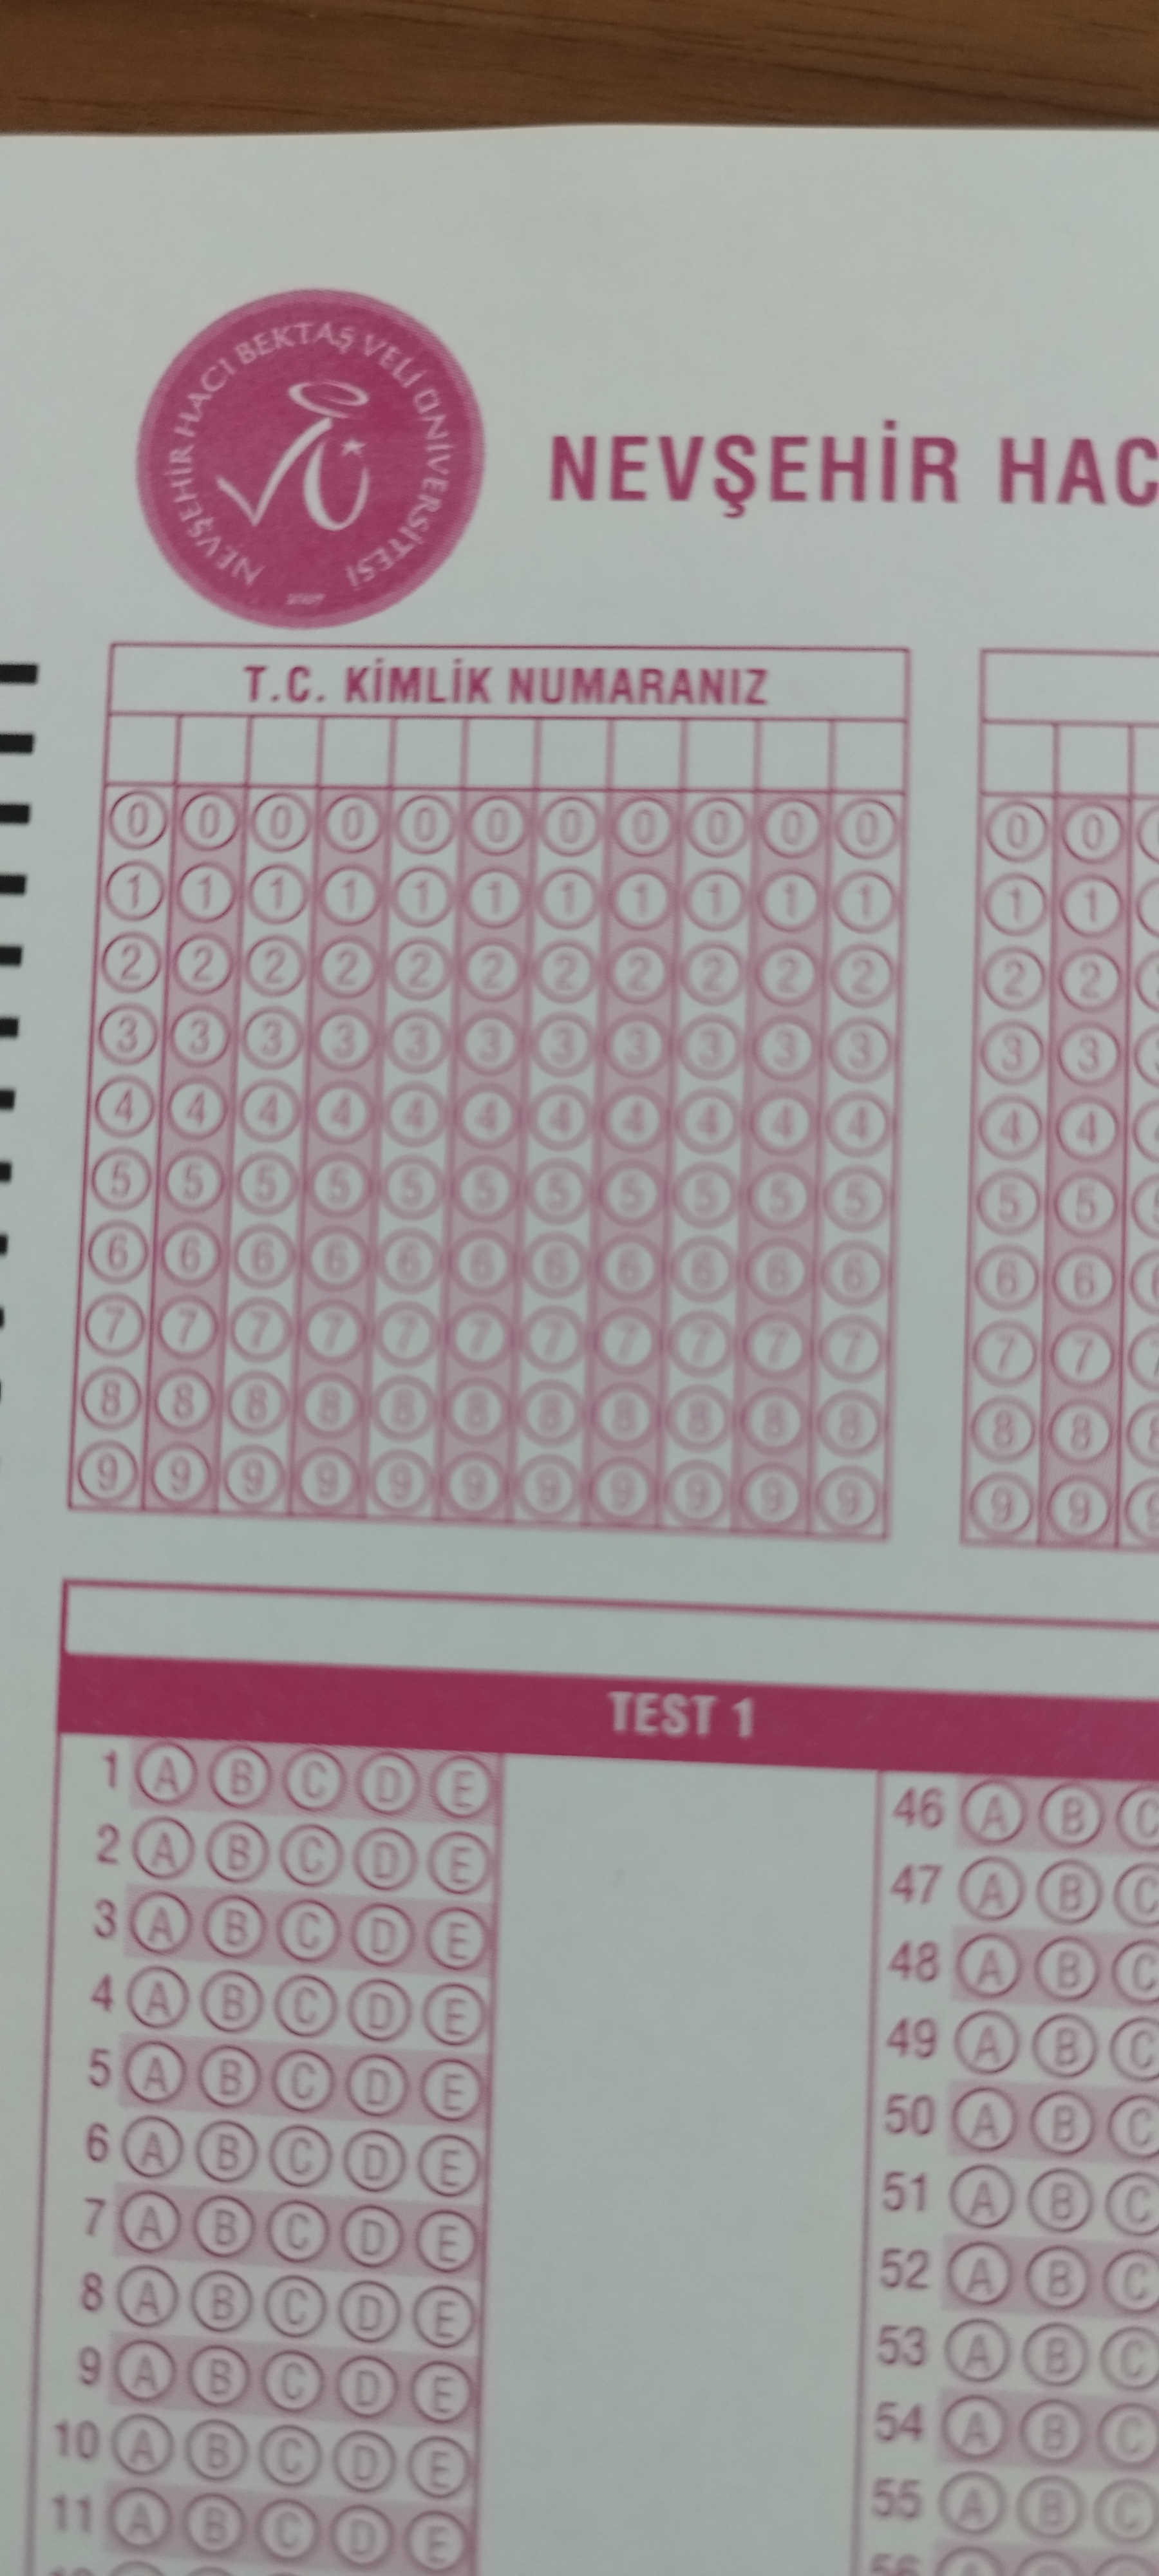 NEVŞEHİR HACI BEKTAŞ VELİ ÜNİVERSİTESİ
2007
NEVŞEHİR HAC
T.C. KİMLİK NUMARANIZ
0 0 0 0 0 0 0 0 0 0 0 0 0
1 1 1 1 1 1 1 1 1 1 1 1 1
2 2 2 2 2 2 2 2 2 2 2 2 2
3 3 3 3 3 3 3 3 3 3 3 3 3
4 4 4 4 4 4 4 4 4 4 4 4 4
5 5 5 5 5 5 5 5 5 5 5 5 5
6 6 6 6 6 6 6 6 6 6 6 6 6
7 7 7 7 7 7 7 7 7 7 7 7 7
8 8 8 8 8 8 8 8 8 8 8 8 8
9 9 9 9 9 9 9 9 9 9 9 9 9
TEST 1
1 A B C D E 46 A B C
2 A B C D E 47 A B C
3 A B C D E 48 A B C
4 A B C D E 49 A B C
5 A B C D E 50 A B C
6 A B C D E 51 A B C
7 A B C D E 52 A B C
8 A B C D E 53 A B C
9 A B C D E 54 A B C
10 A B C D E 55 A B C
11 A B C D E